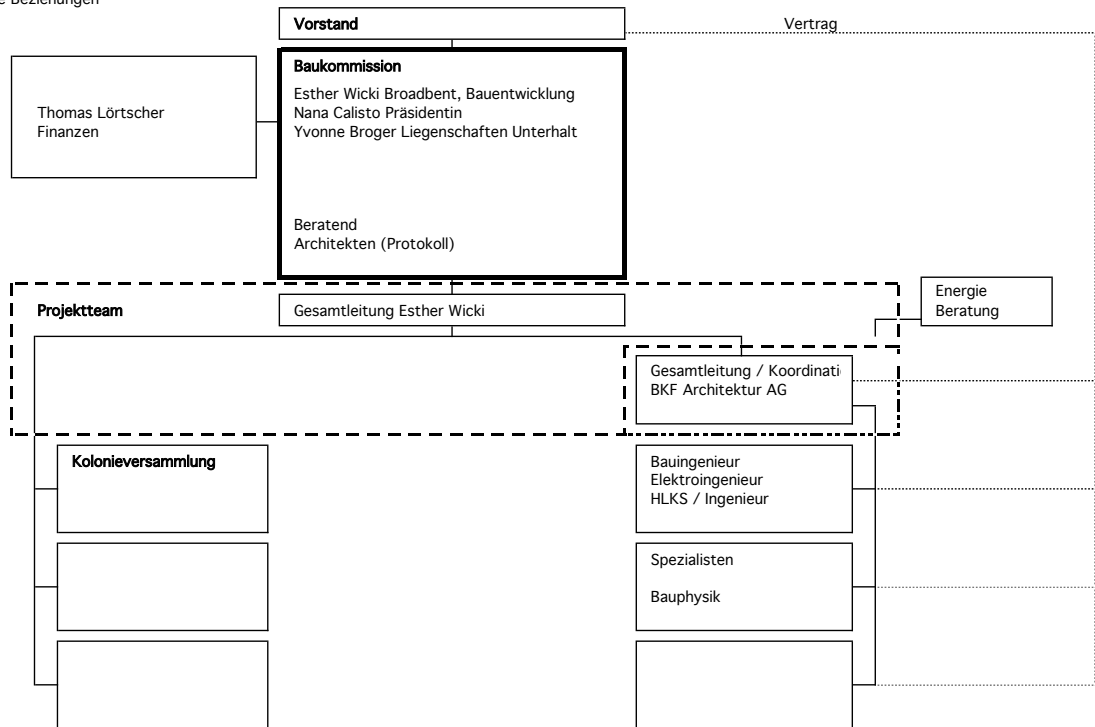 e Beziehungen
Vorstand
Vertrag
Baukommission
Esther Wicki Broadbent, Bauentwicklung
Nana Calisto Präsidentin
Yvonne Broger Liegenschaften Unterhalt
Thomas Lörtscher
Finanzen
Beratend
Architekten (Protokoll)
Energie
Beratung
Projektteam
Gesamtleitung Esther Wicki
Gesamtleitung / Koordinati
BKF Architektur AG
Kolonieversammlung
Bauingenieur
Elektroingenieur
HLKS / Ingenieur
Spezialisten
Bauphysik